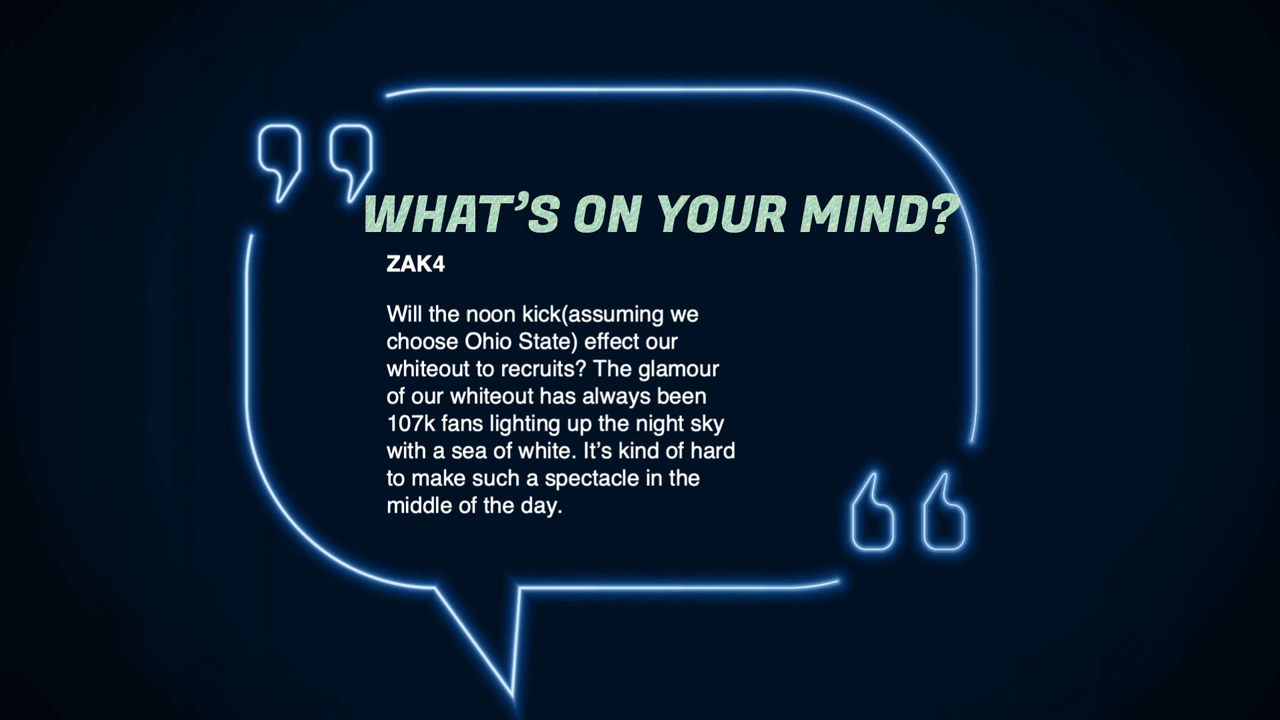 WHAT'S ON YOUR MIND?
ZAK4
Will the noon kick(assuming we
choose Ohio State) effect our
whiteout to recruits? The glamour
of our whiteout has always been
107k fans lighting up the night sky
with a sea of white. It's kind of hard
to make such a spectacle in the
middle of the day.